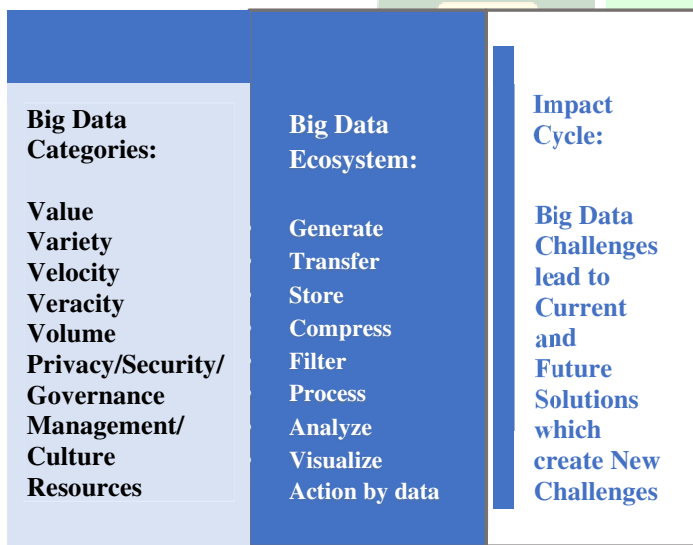 Big Data
Categories:
Value
Variety
Velocity
Veracity
Volume
Privacy/Security/
Governance
Management/
Culture
Resources
Big Data
Ecosystem:
Generate
Transfer
Store
Compress
Filter
Process
Analyze
Visualize
Action by data
Impact
Cycle:
Big Data
Challenges
lead to
Current
and
Future
Solutions
which
create New
Challenges